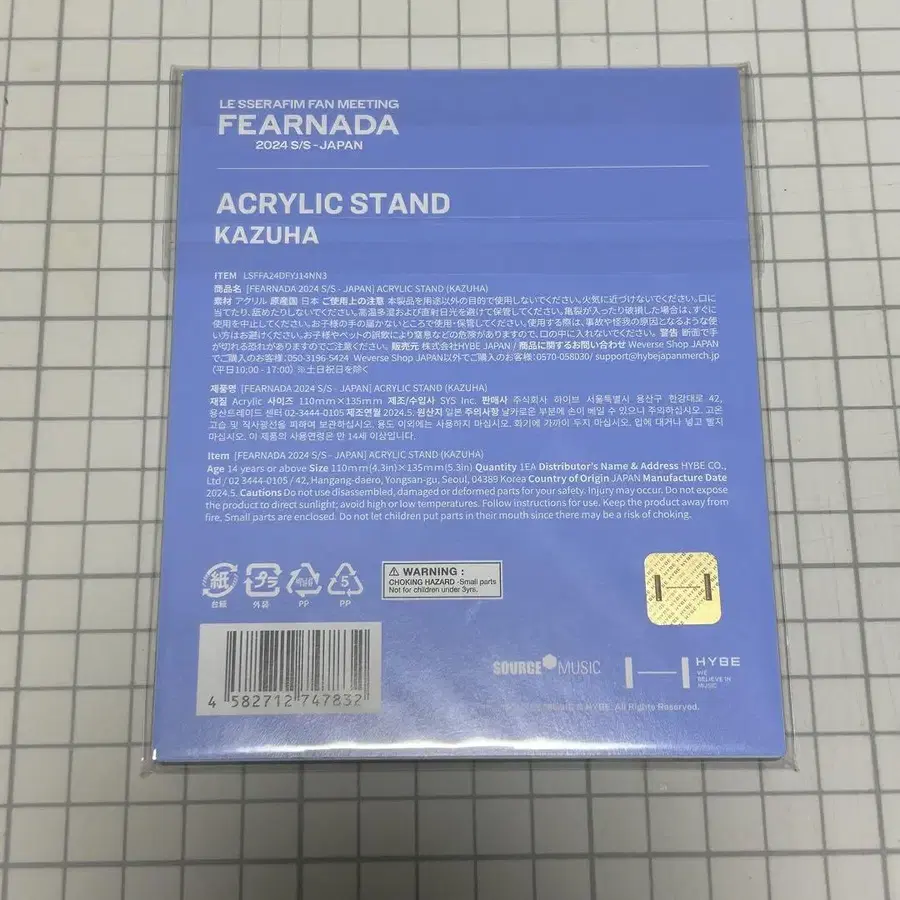 LE SSERAFIM FAN MEETING
FEARNADA
2024 S/S - JAPAN
ACRYLIC STAND
KAZUHA
ITEM LSFFA24DFYJ14NN3
商品名 [FEARNADA 2024 S/S - JAPAN] ACRYLIC STAND (KAZUHA)
素材 アクリル 原産国 日本 ご使用上の注意 本製品を用途以外の目的で使用しないでください。火気に近づけないでください。口に
当てたり、舐めたりしないでください。高温多湿および直射日光を避けて保管してください。亀裂が入ったり破損した場合は、すぐに
使用を中止してください。お子様の手の届かないところで使用·保管してください。使用する際は、事故や怪我の原因となるような使
い方はお避けください。お子様やペットの誤飲により窒息などの危険がありますので、口の中に入れないでください。警告 断面で手
が切れる恐れがありますのでご注意ください。販売元 株式会社HYBE JAPAN / 商品に関するお問い合わせ Weverse Shop JAPAN
でご購入のお客様: 050-3196-5424 Weverse Shop JAPAN以外でご購入のお客様: 0570-058030/ support@hybejapanmerch.jp
(平日10:00 - 17:00) ※土日祝日を除く
제품명 [FEARNADA 2024 S/S - JAPAN] ACRYLIC STAND (KAZUHA)
재질 Acrylic 사이즈 110mm×135mm 제조/수입사 SYS Inc. 판매사 주식회사 하이브 서울특별시 용산구 한강대로 42,
용산트레이드 센터 02-3444-0105 제조연월 2024.5. 원산지 일본 주의사항 날카로운 부분에 손이 베일 수 있으니 주의하십시오. 고온
고습 및 직사광선을 피하여 보관하십시오. 용도 이외에는 사용하지 마십시오. 화기에 가까이 두지 마십시오. 입에 대거나 넣고 빨지
마십시오. 이 제품의 사용연령은 만 14세 이상입니다.
Item [FEARNADA 2024 S/S - JAPAN] ACRYLIC STAND (KAZUHA)
Age 14 years or above Size 110mm(4.3in)×135mm(5.3in) Quantity 1EA Distributor's Name & Address HYBE CO.,
Ltd / 02 3444-0105 / 42, Hangang-daero, Yongsan-gu, Seoul, 04389 Korea Country of Origin JAPAN Manufacture Date
2024.5. Cautions Do not use disassembled, damaged or deformed parts for your safety. Injury may occur. Do not expose
the product to direct sunlight; avoid high or low temperatures. Follow instructions for use. Keep the product away from
fire, Small parts are enclosed. Do not let children put parts in their mouth since there may be a risk of choking.
紙 プラ 비닐류 5
台紙 外装 PP PP
WARNING :
CHOKING HAZARD -Small parts
Not for children under 3yrs.
HYBE
4 582712 747832
SOURCE MUSIC
HYBE
WE
BELIEVE IN
MUSIC
MUSIC & HYBE. All Rights Reserved.